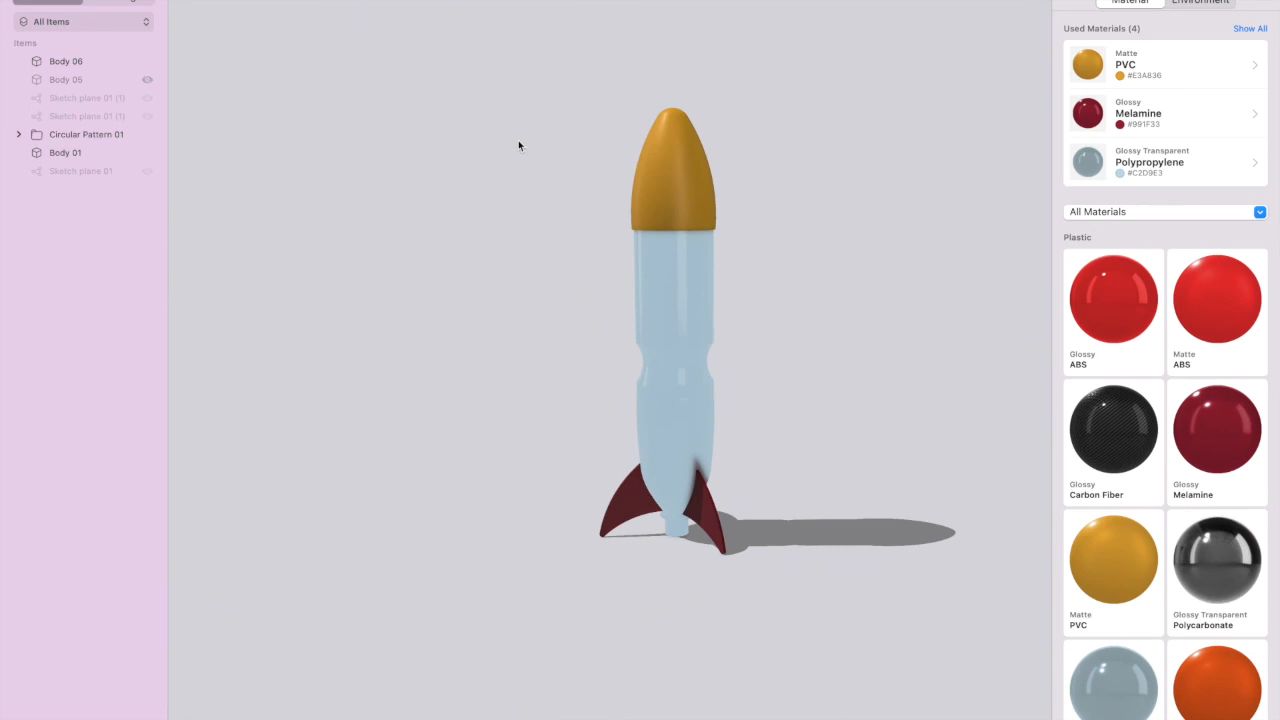 Material
Environment
All Items
Items
Body 06
Body 05
Sketch plane 01 (1)
Sketch plane 01 (1)
Circular Pattern 01
Body 01
Sketch plane 01
Used Materials (4)
Show All
Matte
PVC
#E3A836
Glossy
Melamine
#991F33
Glossy Transparent
Polypropylene
#C2D9E3
All Materials
Plastic
Glossy
ABS
Matte
ABS
Glossy
Carbon Fiber
Glossy
Melamine
Matte
PVC
Glossy Transparent
Polycarbonate